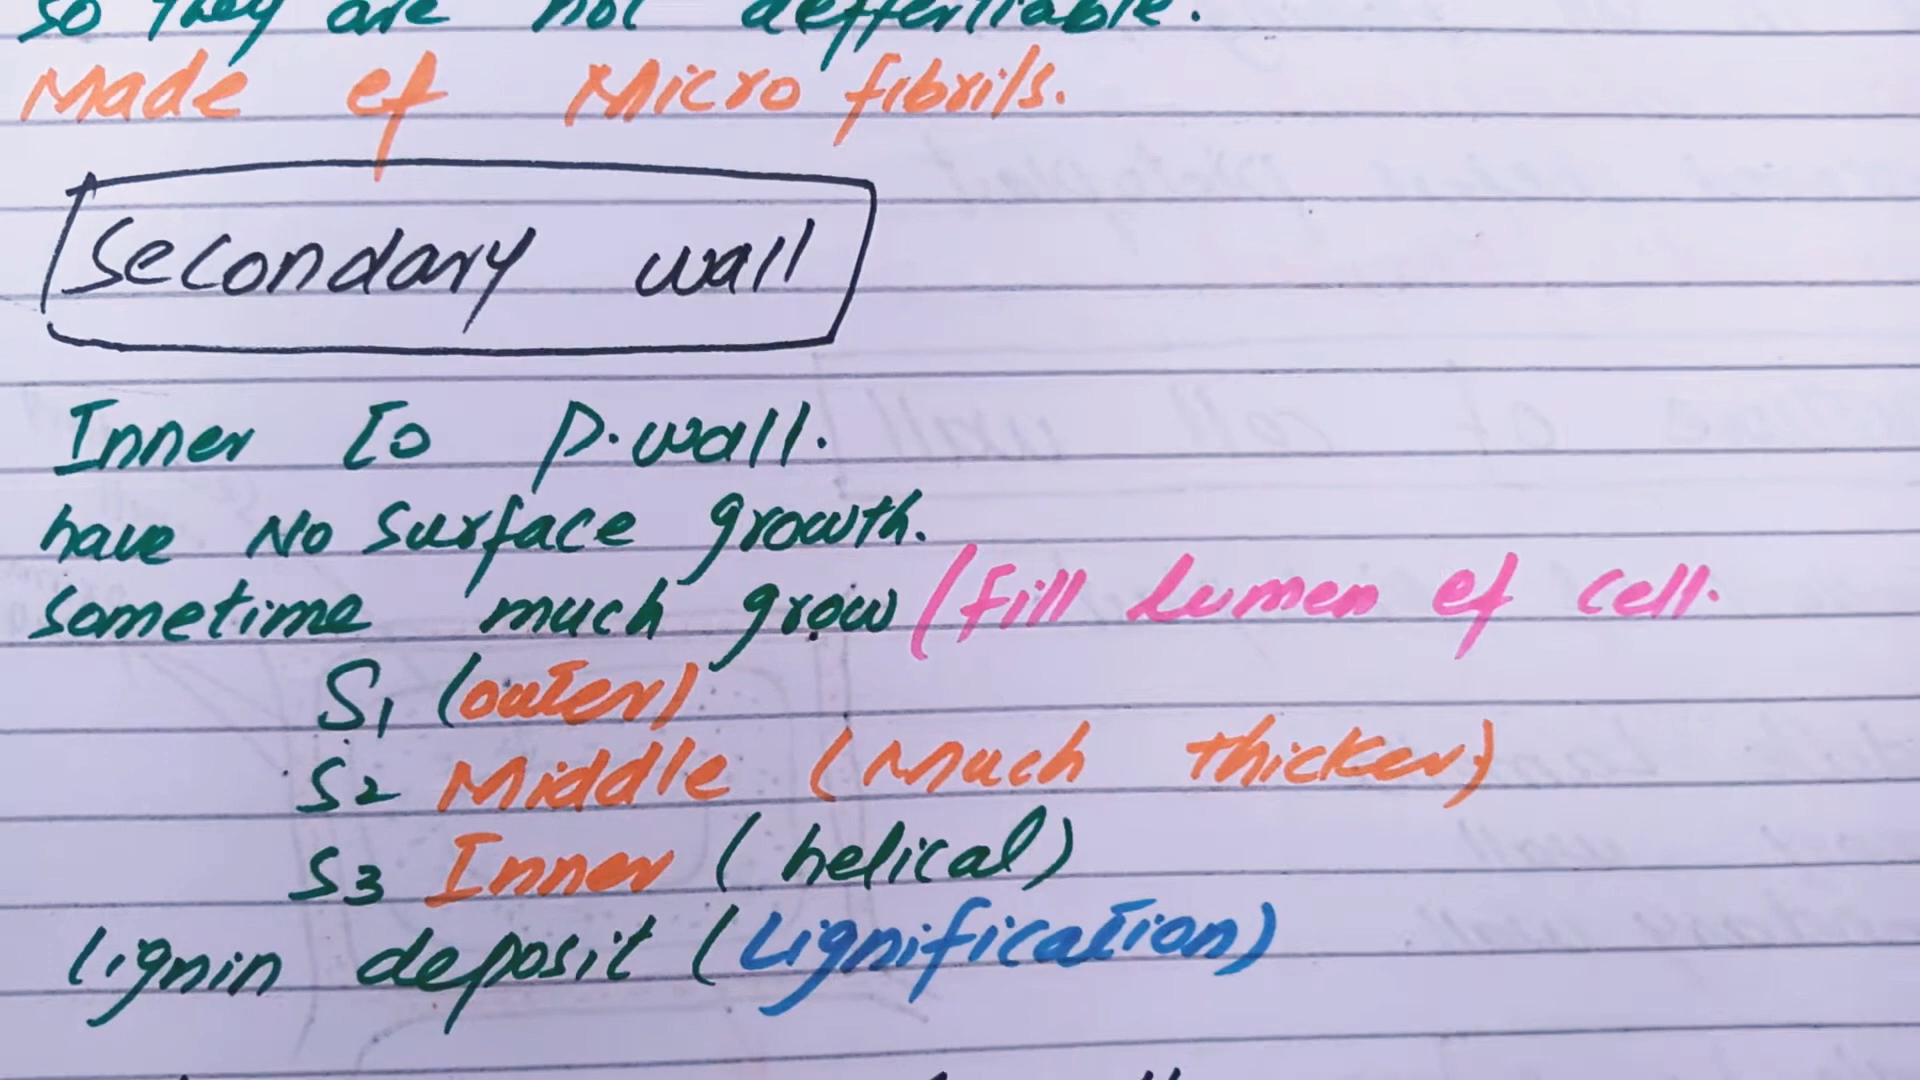 so they are not deffertiable.
Made of Micro fibrils.
Secondary wall
Inner to p.wall.
have No surface growth.
sometime much grow (fill Lumen of cell.
S1 (outer)
S2 Middle (Much thicker)
S3 Inner (helical)
lignin deposit (Lignification)